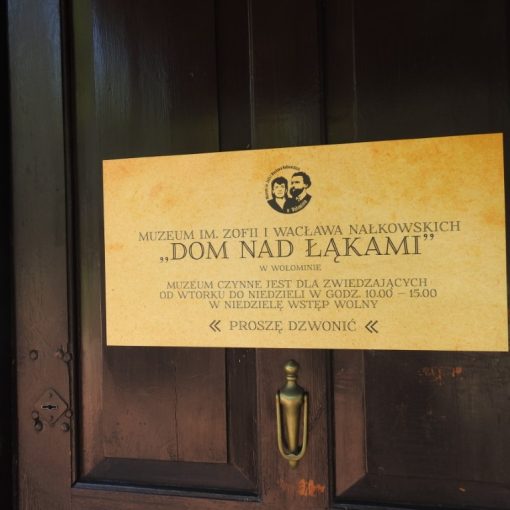 MUZEUM IM. ZOFII I WACŁAWA NAŁKOWSKICH
„DOM NAD ŁĄKAMI”
W WOŁOMINIE
MUZEUM CZYNNE JEST DLA ZWIEDZAJĄCYCH
OD WTORKU DO NIEDZIELI W GODZ. 10.00 – 15.00
W NIEDZIELĘ WSTĘP WOLNY
« PROSZĘ DZWONIĆ «